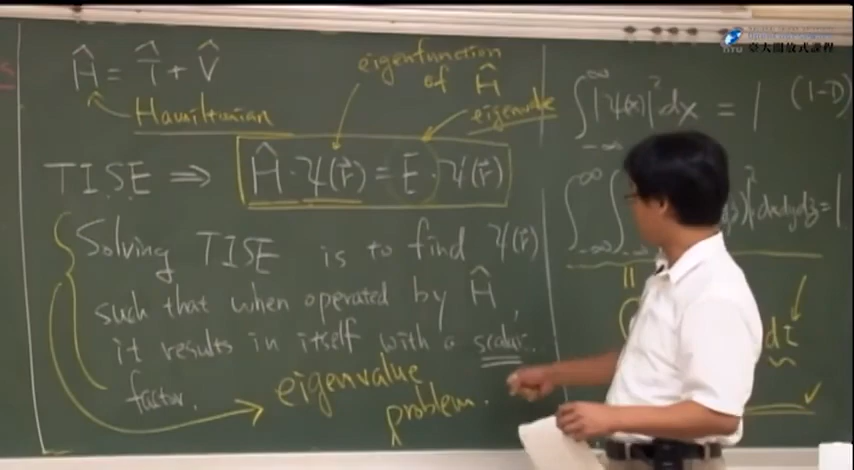 Ĥ = T̂ + V̂
Hamiltonian
eigenfunction
of Ĥ
eigenvalue
TISE ⇒ Ĥ·ψ(r⃗) = E·ψ(r⃗)
Solving TISE is to find ψ(r⃗)
such that when operated by Ĥ
it results in itself with a scalar
factor.
eigenvalue
problem.
∫_{-∞}^{∞} |ψ(x)|² dx = 1 (1-D)
∫_{-∞}^{∞} ∫_{-∞} |² dxdydz = 1
dτ
NTU 臺大開放式課程